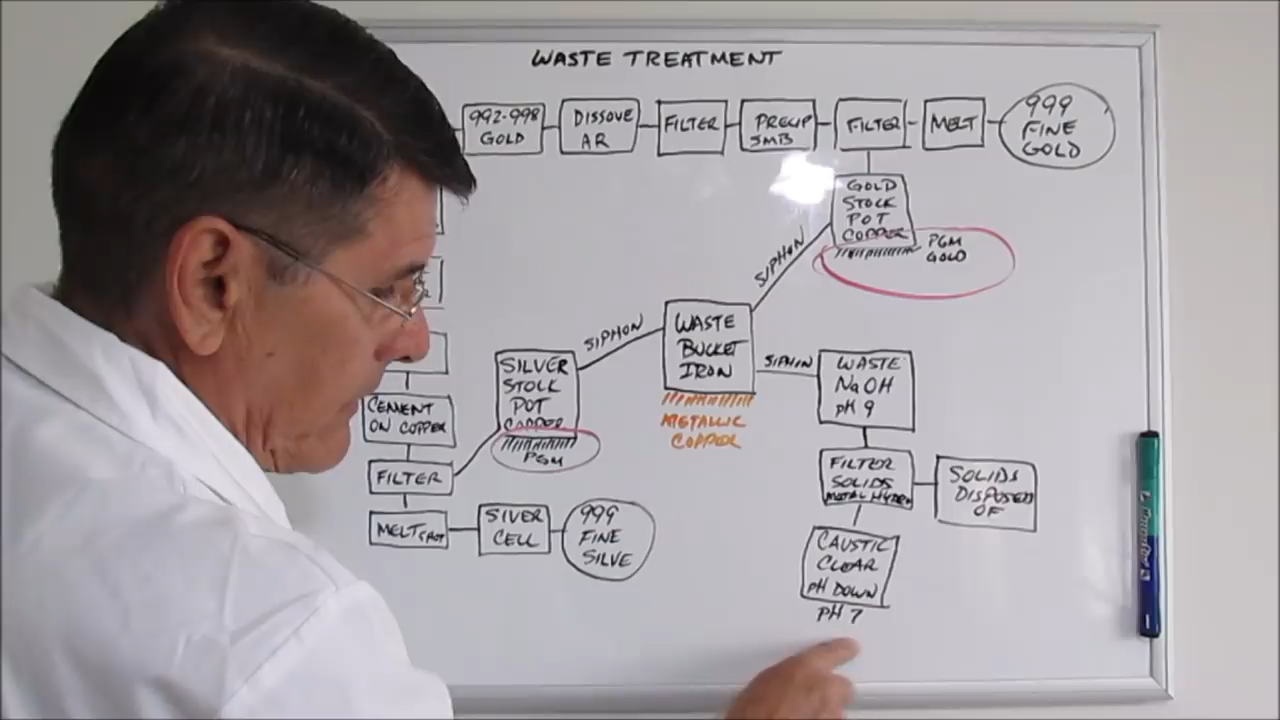 WASTE TREATMENT
992-998
GOLD
DISSOVE
AR
FILTER
PRECIP
SMB
FILTER
MELT
999
FINE
GOLD
GOLD
STOCK
POT
COPPER
PGM
GOLD
SIPHON
WASTE
BUCKET
IRON
METALLIC
COPPER
SIPHON
SILVER
STOCK
POT
COPPER
PGM
SIPHIN
WASTE
NaOH
pH 9
CEMENT
ON COPPER
FILTER
MELT
SIVER
CELL
999
FINE
SILVE
FILTER
SOLIDS
METAL
SOLIDS
DISPOSED
OF
CAUSTIC
CLEAR
pH DOWN
PH 7